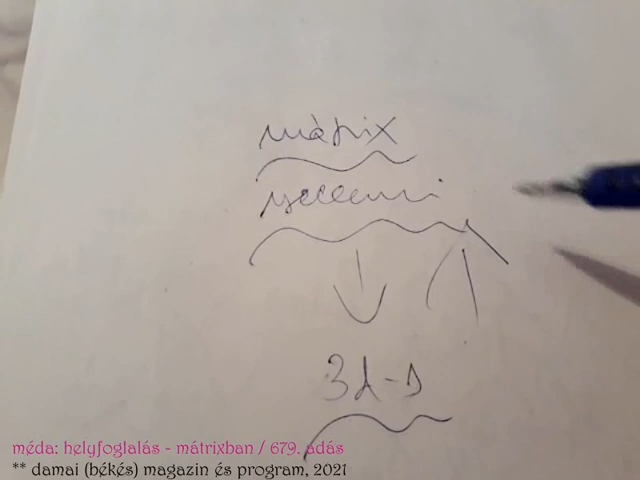 mátrix
szellemi
3d-s
méda: helyfoglalás - mátrixban / 679. adás
** damai (békés) magazin és program, 2021